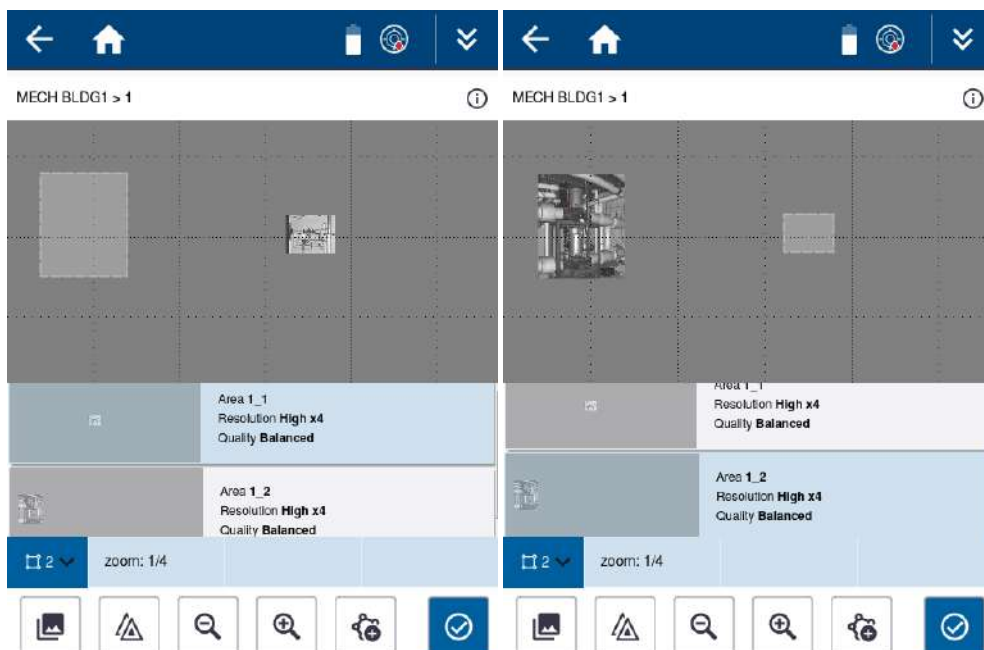 MECH BLDG1 > 1
Area 1_1
Resolution High x4
Quality Balanced
Area 1_2
Resolution High x4
Quality Balanced
2
zoom: 1/4
MECH BLDG1 > 1
Area 1_1
Resolution High x4
Quality Balanced
Area 1_2
Resolution High x4
Quality Balanced
2
zoom: 1/4